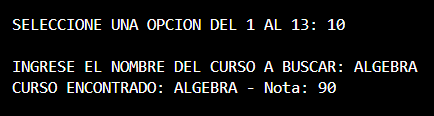 SELECCIONE UNA OPCION DEL 1 AL 13: 10
INGRESE EL NOMBRE DEL CURSO A BUSCAR: ALGEBRA
CURSO ENCONTRADO: ALGEBRA - Nota: 90